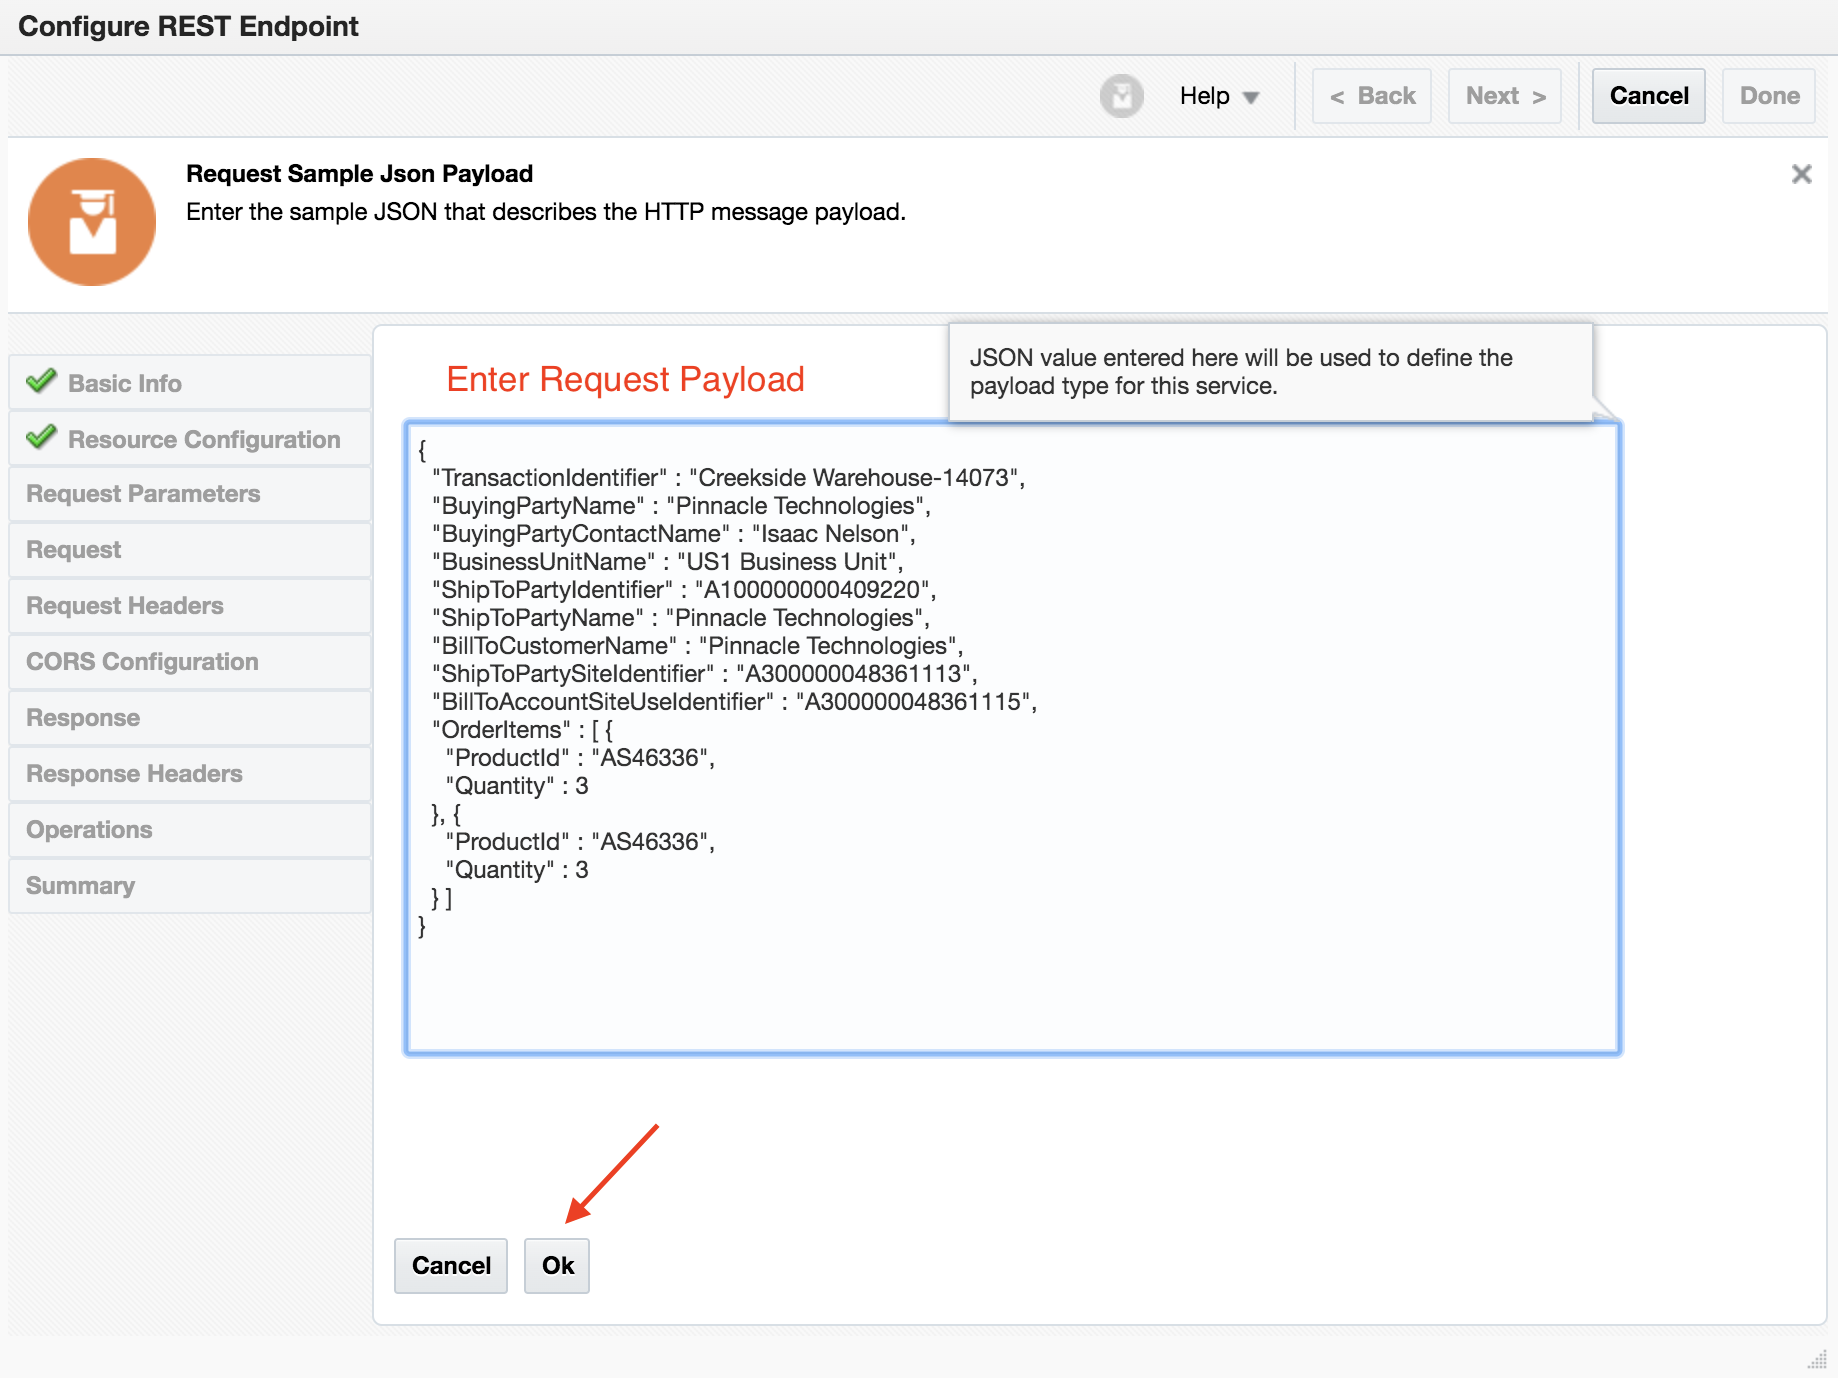 Configure REST Endpoint
Help
< Back
Next >
Cancel
Done
Request Sample Json Payload
Enter the sample JSON that describes the HTTP message payload.
Basic Info
Resource Configuration
Request Parameters
Request
Request Headers
CORS Configuration
Response
Response Headers
Operations
Summary
Enter Request Payload
JSON value entered here will be used to define the
payload type for this service.
{
"TransactionIdentifier" : "Creekside Warehouse-14073",
"BuyingPartyName" : "Pinnacle Technologies",
"BuyingPartyContactName" : "Isaac Nelson",
"BusinessUnitName" : "US1 Business Unit",
"ShipToPartyIdentifier" : "A100000000409220",
"ShipToPartyName" : "Pinnacle Technologies",
"BillToCustomerName" : "Pinnacle Technologies",
"ShipToPartySiteIdentifier" : "A300000048361113",
"BillToAccountSiteUseIdentifier" : "A300000048361115",
"OrderItems" : [ {
"ProductId" : "AS46336",
"Quantity" : 3
}, {
"ProductId" : "AS46336",
"Quantity" : 3
} ]
}
Cancel
Ok